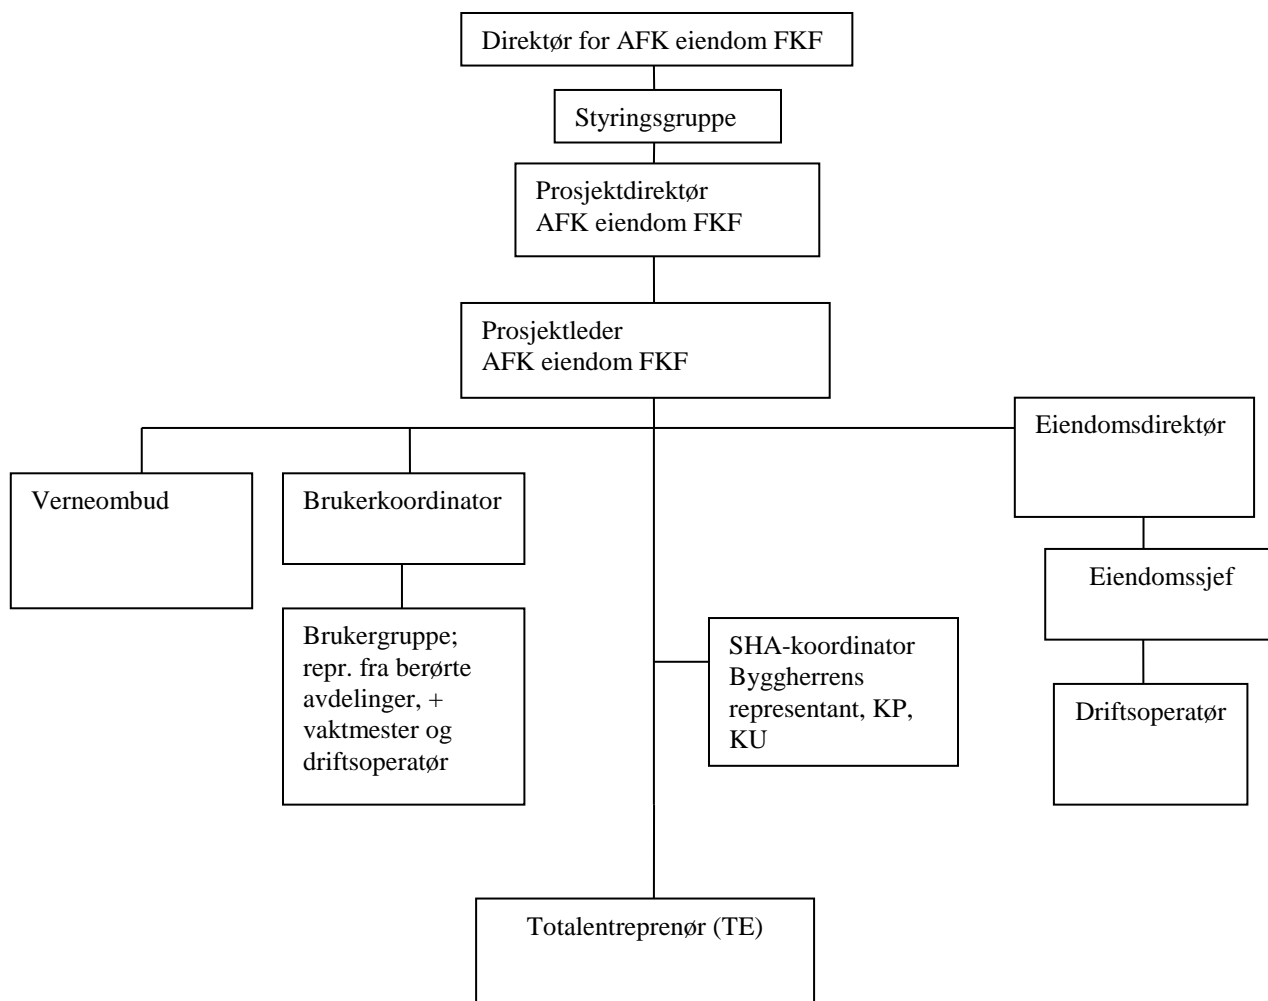 Direktør for AFK eiendom FKF
Styringsgruppe
Prosjektdirektør
AFK eiendom FKF
Prosjektleder
AFK eiendom FKF
Eiendomsdirektør
Verneombud
Brukerkoordinator
Eiendomssjef
Brukergruppe;
repr. fra berørte
avdelinger, +
vaktmester og
driftsoperatør
SHA-koordinator
Byggherrens
representant, KP,
KU
Driftsoperatør
Totalentreprenør (TE)